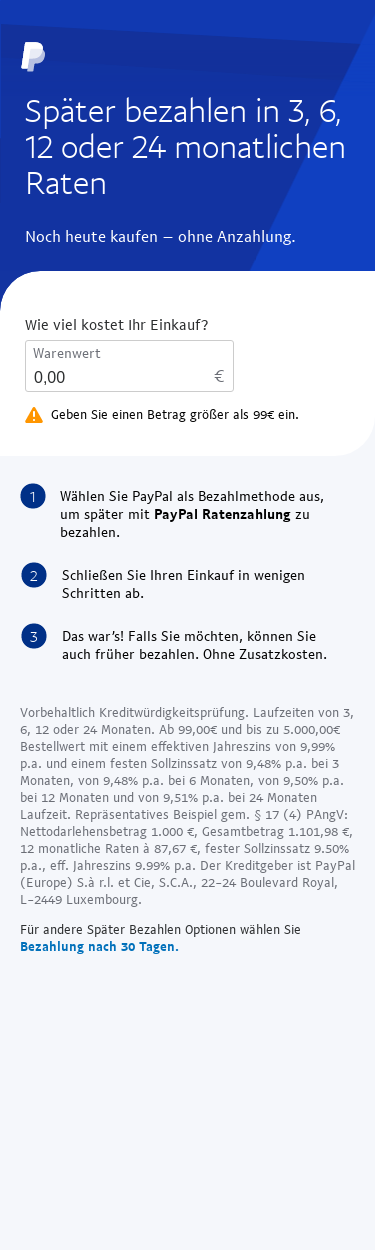 Später bezahlen in 3, 6,
12 oder 24 monatlichen
Raten
Noch heute kaufen – ohne Anzahlung.
Wie viel kostet Ihr Einkauf?
Warenwert
0,00 €
Geben Sie einen Betrag größer als 99€ ein.
1 Wählen Sie PayPal als Bezahlmethode aus,
um später mit PayPal Ratenzahlung zu
bezahlen.
2 Schließen Sie Ihren Einkauf in wenigen
Schritten ab.
3 Das war's! Falls Sie möchten, können Sie
auch früher bezahlen. Ohne Zusatzkosten.
Vorbehaltlich Kreditwürdigkeitsprüfung. Laufzeiten von 3,
6, 12 oder 24 Monaten. Ab 99,00€ und bis zu 5.000,00€
Bestellwert mit einem effektiven Jahreszins von 9,99%
p.a. und einem festen Sollzinssatz von 9,48% p.a. bei 3
Monaten, von 9,48% p.a. bei 6 Monaten, von 9,50% p.a.
bei 12 Monaten und von 9,51% p.a. bei 24 Monaten
Laufzeit. Repräsentatives Beispiel gem. § 17 (4) PAngV:
Nettodarlehensbetrag 1.000 €, Gesamtbetrag 1.101,98 €,
12 monatliche Raten à 87,67 €, fester Sollzinssatz 9.50%
p.a., eff. Jahreszins 9.99% p.a. Der Kreditgeber ist PayPal
(Europe) S.à r.l. et Cie, S.C.A., 22-24 Boulevard Royal,
L-2449 Luxembourg.
Für andere Später Bezahlen Optionen wählen Sie
Bezahlung nach 30 Tagen.